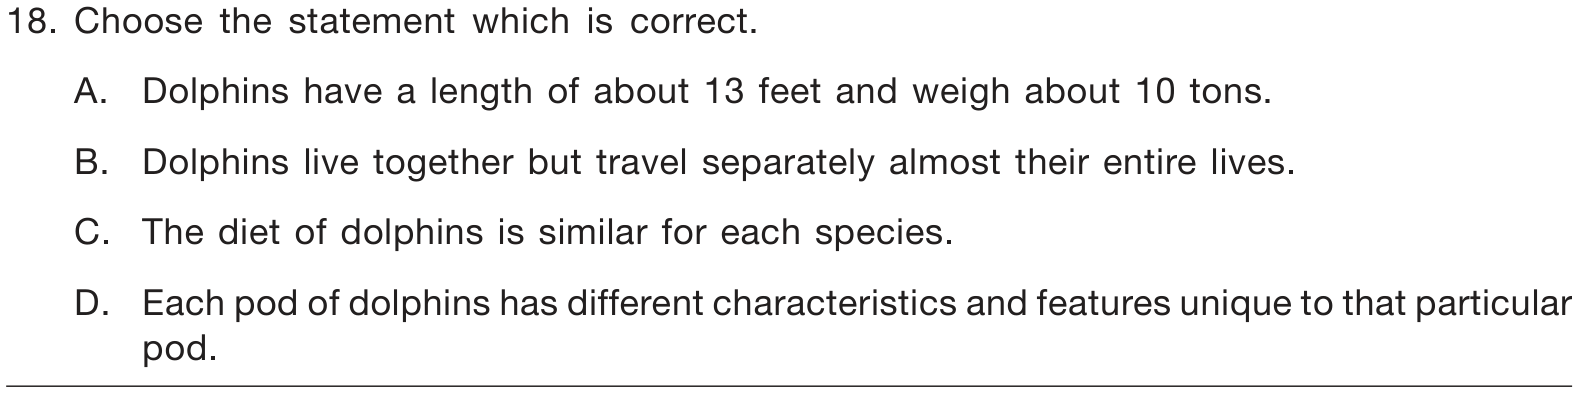 18. Choose the statement which is correct.
A. Dolphins have a length of about 13 feet and weigh about 10 tons.
B. Dolphins live together but travel separately almost their entire lives.
C. The diet of dolphins is similar for each species.
D. Each pod of dolphins has different characteristics and features unique to that particular
pod.